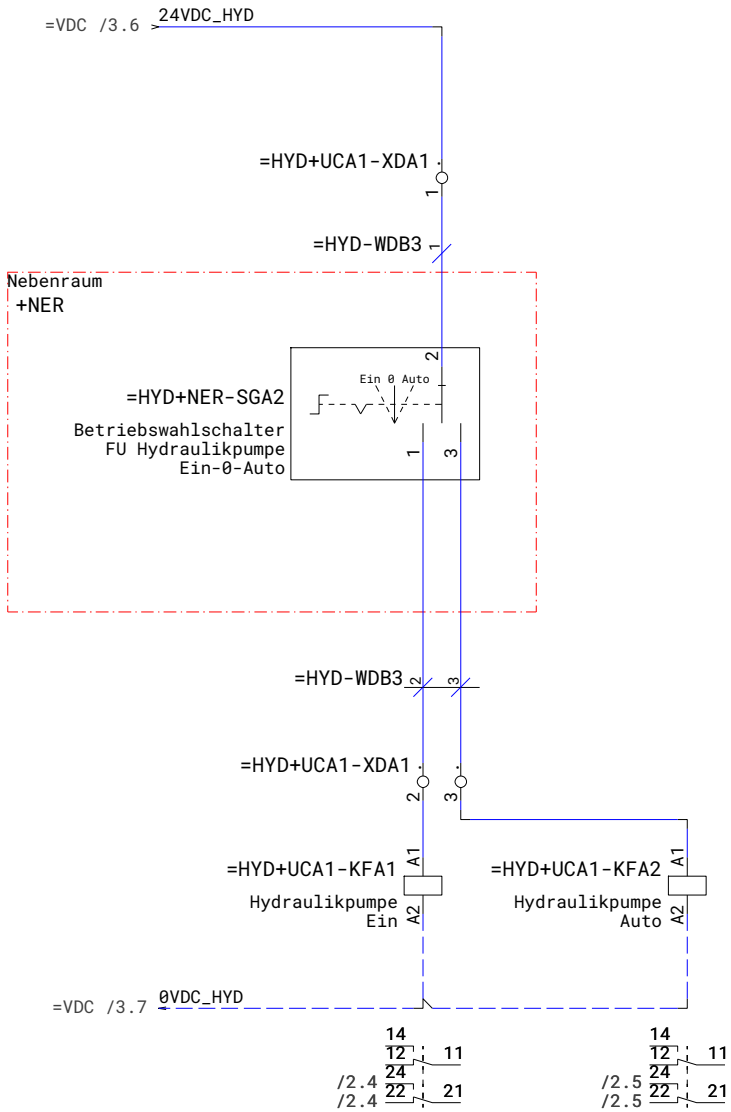 24VDC_HYD
=VDC /3.6
=HYD+UCA1-XDA1
1
=HYD-WDB3
1
Nebenraum
+NER
2
Ein 0 Auto
=HYD+NER-SGA2
Betriebswahlschalter
FU Hydraulikpumpe
Ein-0-Auto
1
3
=HYD-WDB3
2
3
=HYD+UCA1-XDA1
2
3
=HYD+UCA1-KFA1
A1
Hydraulikpumpe
Ein
A2
=HYD+UCA1-KFA2
A1
Hydraulikpumpe
Auto
A2
=VDC /3.7
0VDC_HYD
14
12 11
/2.4 24
/2.4 22 21
14
12 11
/2.5 24
/2.5 22 21